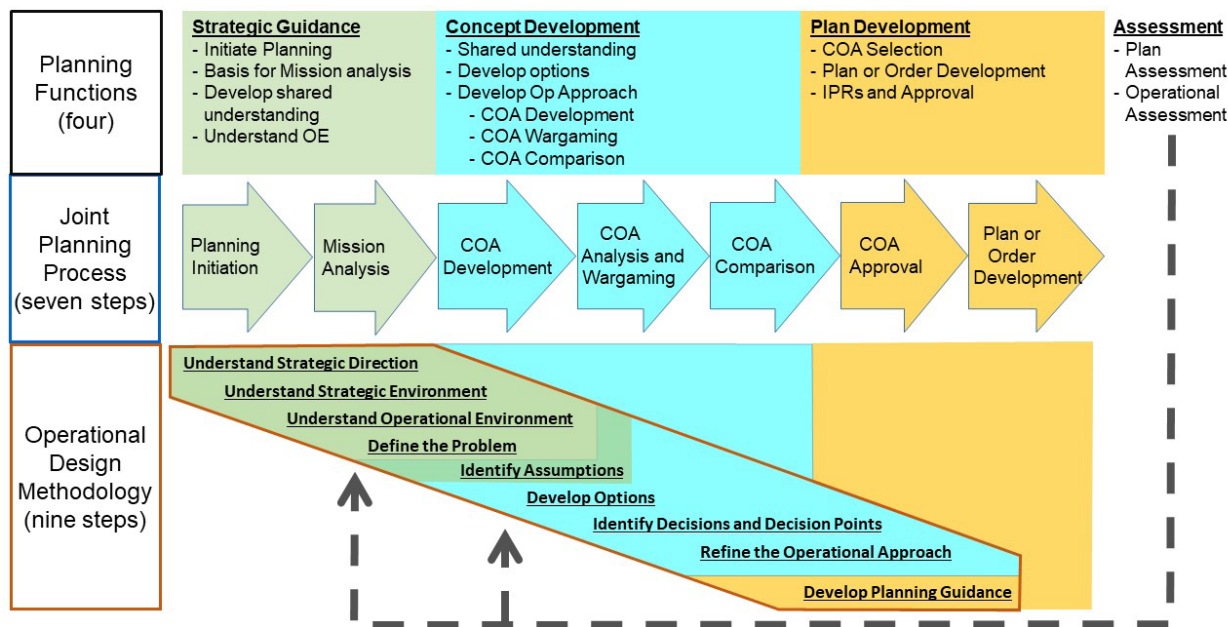 Planning
Functions
(four)
Strategic Guidance
- Initiate Planning
- Basis for Mission analysis
- Develop shared
understanding
- Understand OE
Concept Development
- Shared understanding
- Develop options
- Develop Op Approach
- COA Development
- COA Wargaming
- COA Comparison
Plan Development
- COA Selection
- Plan or Order Development
- IPRs and Approval
Assessment
- Plan
Assessment
- Operational
Assessment
Joint
Planning
Process
(seven steps)
Planning
Initiation
Mission
Analysis
COA
Development
COA
Analysis and
Wargaming
COA
Comparison
COA
Approval
Plan or
Order
Development
Operational
Design
Methodology
(nine steps)
Understand Strategic Direction
Understand Strategic Environment
Understand Operational Environment
Define the Problem
Identify Assumptions
Develop Options
Identify Decisions and Decision Points
Refine the Operational Approach
Develop Planning Guidance